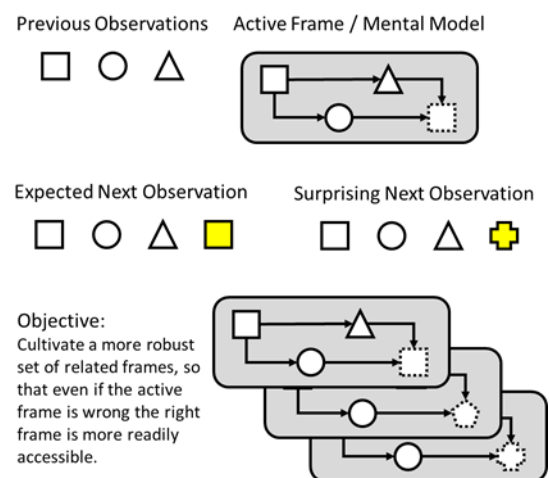 Previous Observations
Active Frame / Mental Model
Expected Next Observation
Surprising Next Observation
Objective:
Cultivate a more robust
set of related frames, so
that even if the active
frame is wrong the right
frame is more readily
accessible.